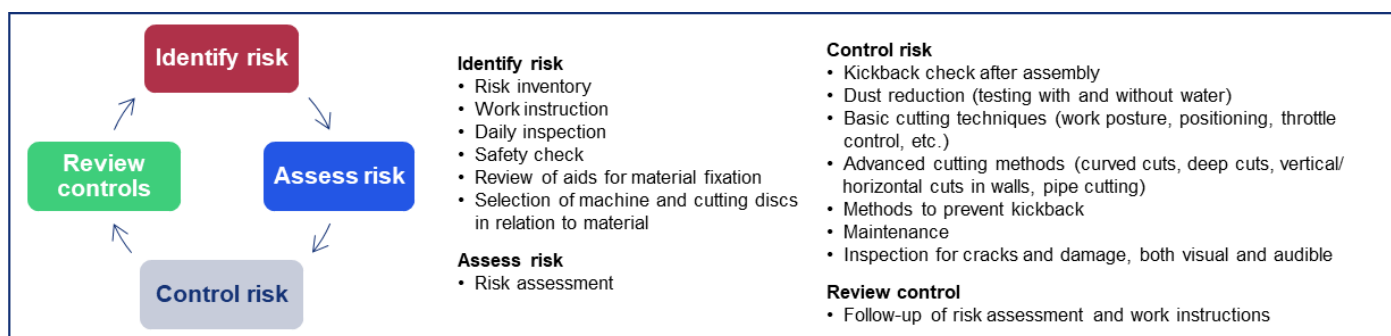 Identify risk
Review
controls
Assess risk
Control risk
Identify risk
• Risk inventory
• Work instruction
• Daily inspection
• Safety check
• Review of aids for material fixation
• Selection of machine and cutting discs
in relation to material
Assess risk
• Risk assessment
Control risk
• Kickback check after assembly
• Dust reduction (testing with and without water)
• Basic cutting techniques (work posture, positioning, throttle
control, etc.)
• Advanced cutting methods (curved cuts, deep cuts, vertical/
horizontal cuts in walls, pipe cutting)
• Methods to prevent kickback
• Maintenance
• Inspection for cracks and damage, both visual and audible
Review control
• Follow-up of risk assessment and work instructions